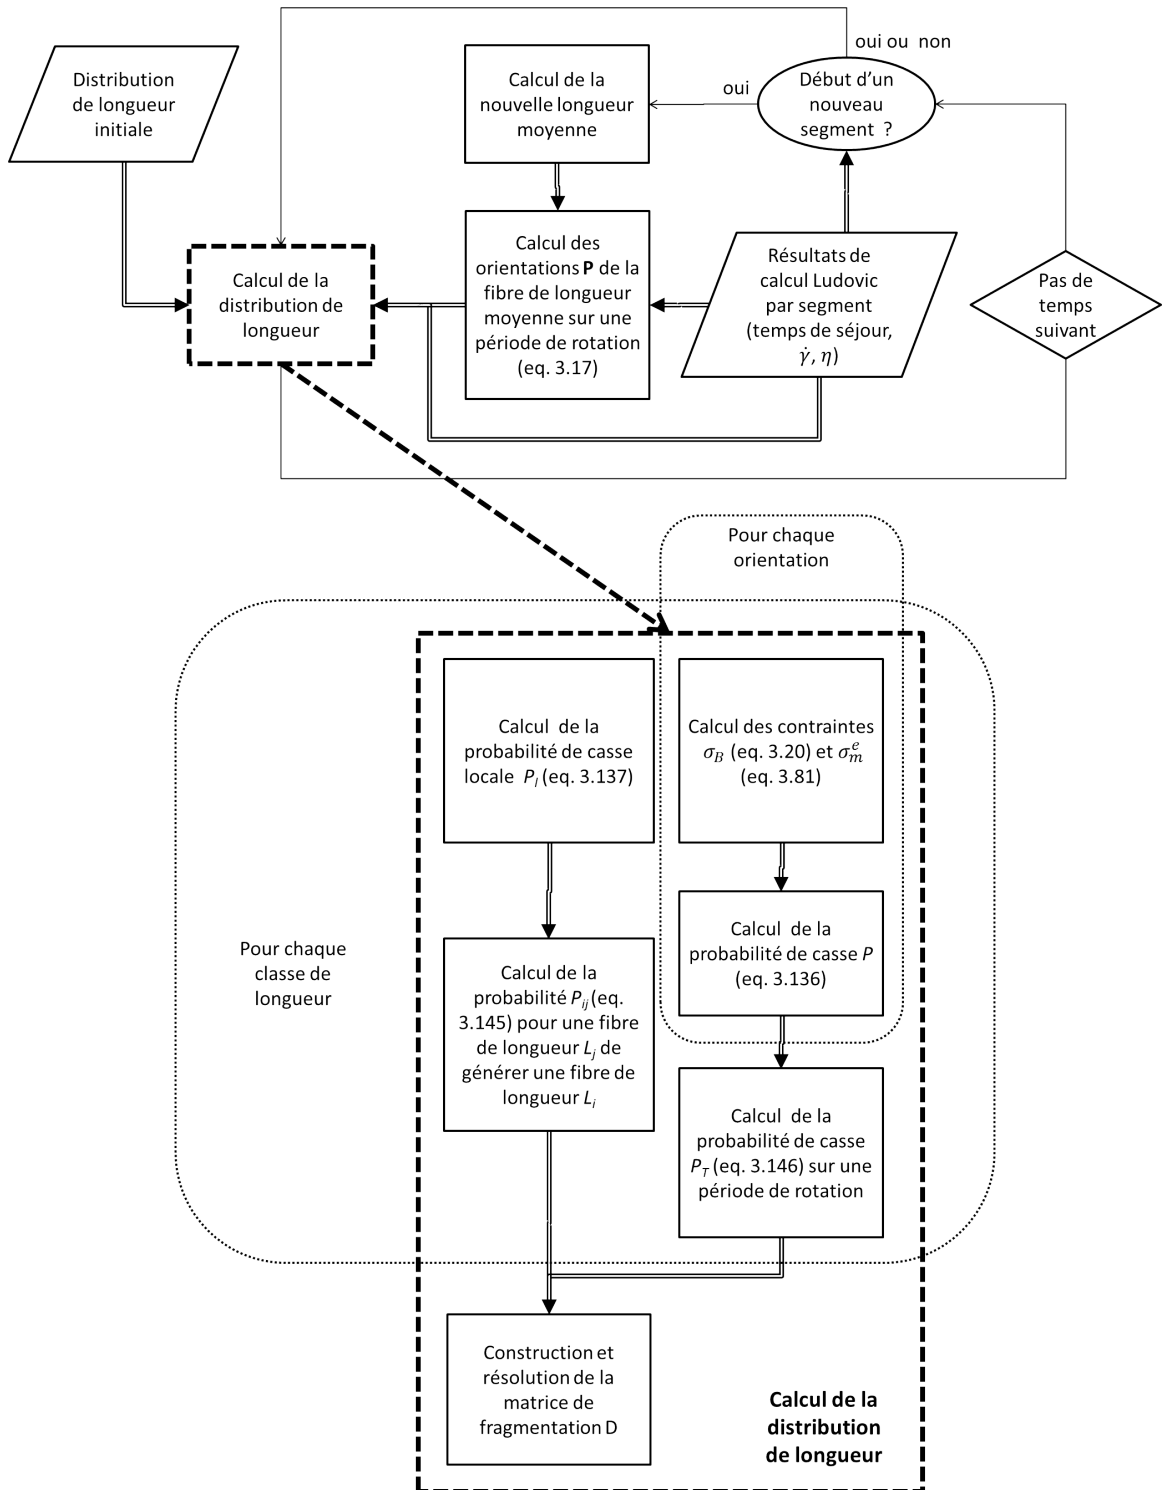 Distribution
de longueur
initiale
Calcul de la
nouvelle longueur
moyenne
oui
oui ou non
Début d’un
nouveau
segment ?
Calcul de la
distribution de
longueur
Calcul des
orientations P de la
fibre de longueur
moyenne sur une
période de rotation
(eq. 3.17)
Résultats de
calcul Ludovic
par segment
(temps de séjour,
γ̇, η)
Pas de
temps
suivant
Pour chaque
orientation
Calcul de la
probabilité de casse
locale P_l (eq. 3.137)
Calcul des contraintes
σ_B (eq. 3.20) et σ_m^e
(eq. 3.81)
Pour chaque
classe de
longueur
Calcul de la
probabilité P_ij (eq.
3.145) pour une fibre
de longueur L_j de
générer une fibre de
longueur L_i
Calcul de la
probabilité de casse P
(eq. 3.136)
Calcul de la
probabilité de casse
P_T (eq. 3.146) sur une
période de rotation
Construction et
résolution de la
matrice de
fragmentation D
Calcul de la
distribution
de longueur